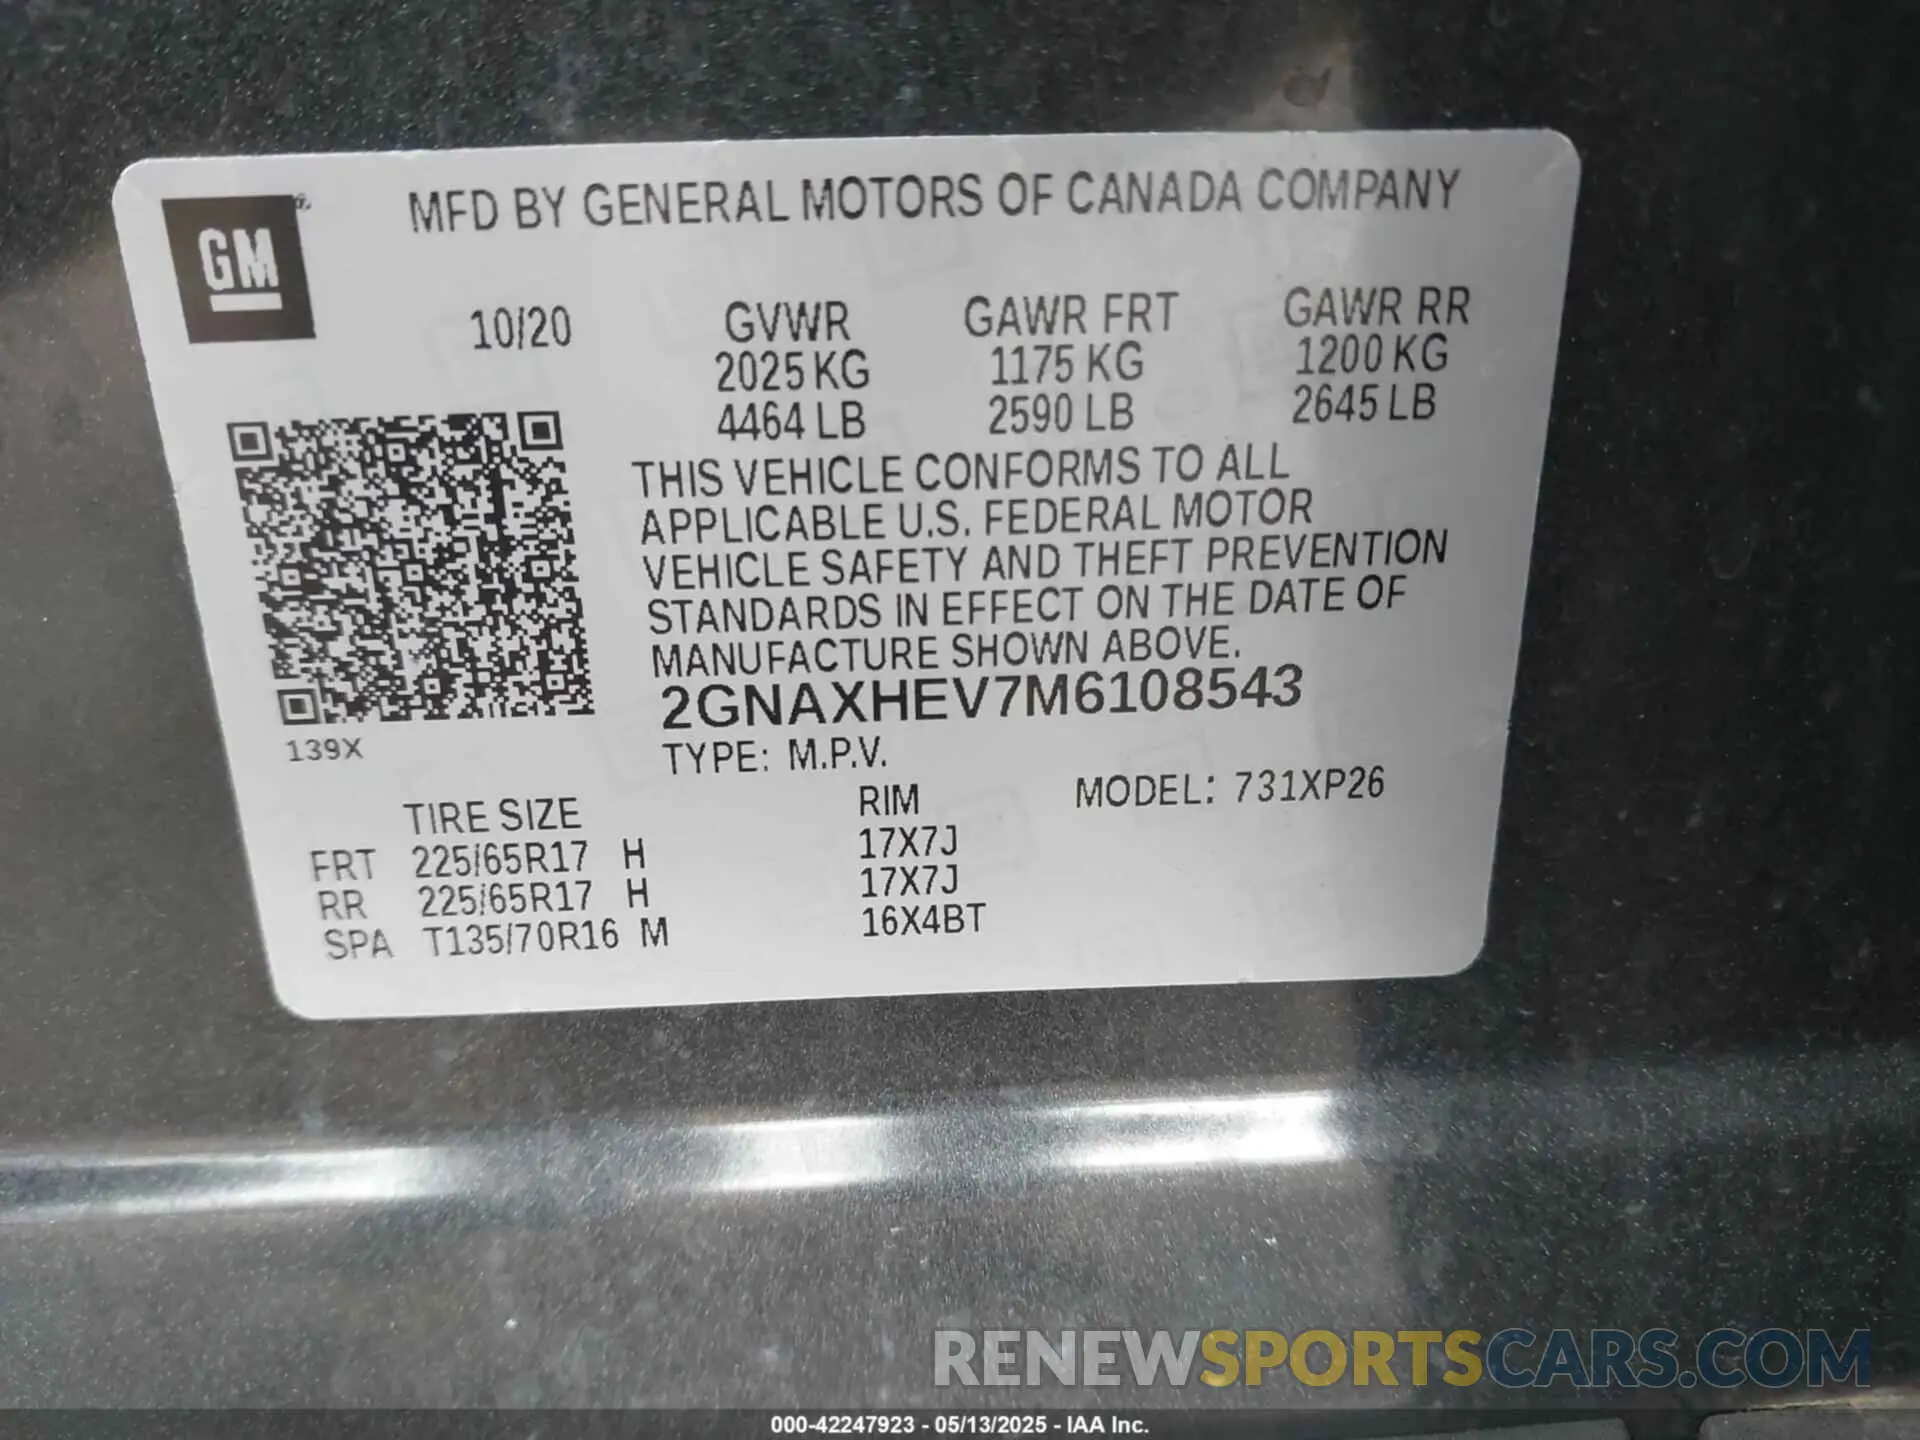 GM
MFD BY GENERAL MOTORS OF CANADA COMPANY
10/20 GVWR GAWR FRT GAWR RR
2025 KG 1175 KG 1200 KG
4464 LB 2590 LB 2645 LB
THIS VEHICLE CONFORMS TO ALL
APPLICABLE U.S. FEDERAL MOTOR
VEHICLE SAFETY AND THEFT PREVENTION
STANDARDS IN EFFECT ON THE DATE OF
MANUFACTURE SHOWN ABOVE.
2GNAXHEV7M6108543
139X
TYPE: M.P.V.
TIRE SIZE RIM MODEL: 731XP26
FRT 225/65R17 H 17X7J
RR 225/65R17 H 17X7J
SPA T135/70R16 M 16X4BT
RENEWSPORTSCARS.COM
000-42247923 - 05/13/2025 - IAA Inc.